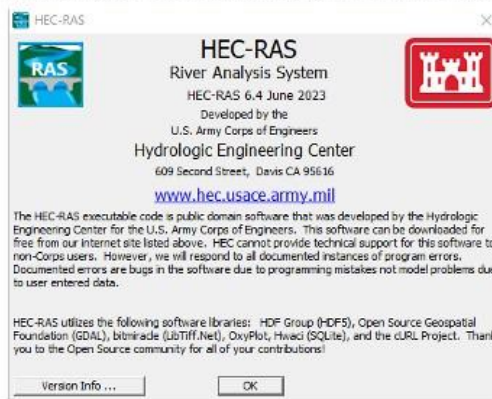 HEC-RAS
RAS
HEC-RAS
River Analysis System
HEC-RAS 6.4 June 2023
Developed by the
U.S. Army Corps of Engineers
Hydrologic Engineering Center
609 Second Street, Davis CA 95616
www.hec.usace.army.mil
The HEC-RAS executable code is public domain software that was developed by the Hydrologic
Engineering Center for the U.S. Army Corps of Engineers. This software can be downloaded for
free from our internet site listed above. HEC cannot provide technical support for this software to
non-Corps users. However, we will respond to all documented instances of program errors.
Documented errors are bugs in the software due to programming mistakes not model problems due
to user entered data.
HEC-RAS utilizes the following software libraries: HDF Group (HDF5), Open Source Geospatial
Foundation (GDAL), bitmiracle (LibTiff.Net), OxyPlot, Hwaci (SQLite), and the cURL Project. Thank
you to the Open Source community for all of your contributions!
Version Info ...
OK